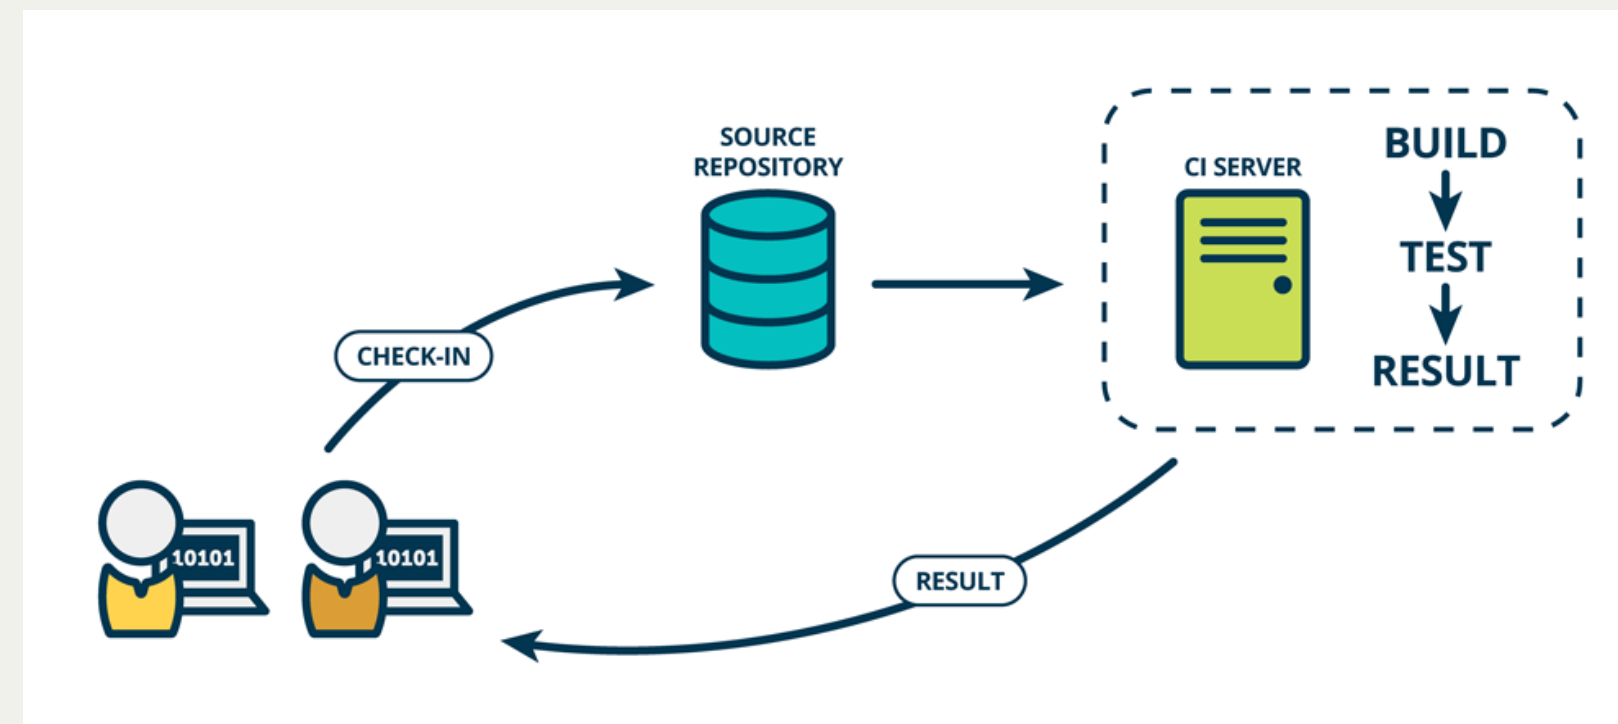 SOURCE
REPOSITORY
CI SERVER
BUILD
TEST
RESULT
CHECK-IN
10101
10101
RESULT